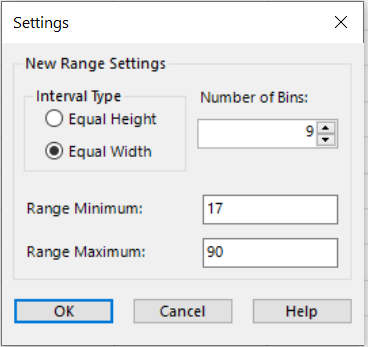 Settings
New Range Settings
Interval Type
Number of Bins:
Equal Height
9
Equal Width
Range Minimum: 17
Range Maximum: 90
OK Cancel Help